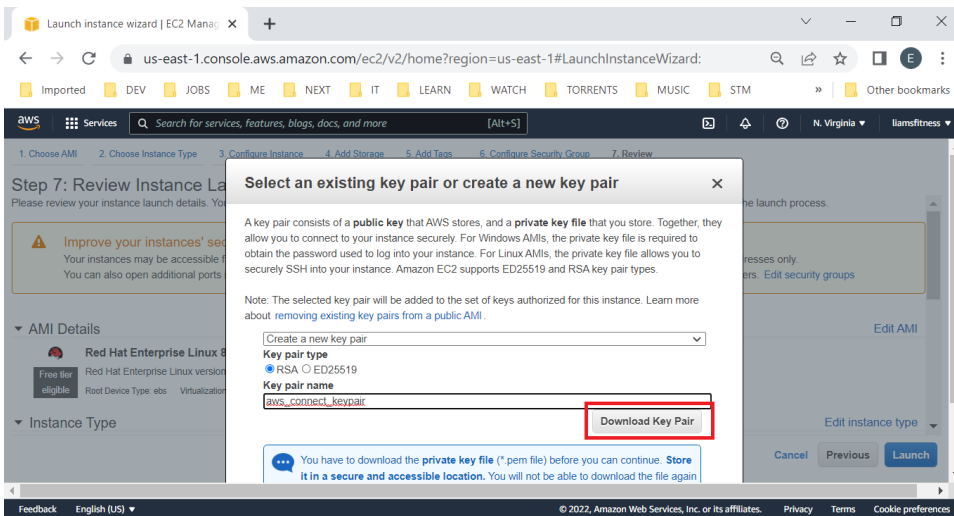 Launch instance wizard | EC2 Manag
us-east-1.console.aws.amazon.com/ec2/v2/home?region=us-east-1#LaunchInstanceWizard:
E
Imported DEV JOBS ME NEXT IT LEARN WATCH TORRENTS MUSIC STM » Other bookmarks
aws Services Search for services, features, blogs, docs, and more [Alt+S] N. Virginia ▼ liamsfitness ▼
1. Choose AMI 2. Choose Instance Type 3. Configure Instance 4. Add Storage 5. Add Tags 6. Configure Security Group 7. Review
Step 7: Review Instance La
Please review your instance launch details. You
he launch process.
Improve your instances' sec
Your instances may be accessible f
resses only.
You can also open additional ports
ers. Edit security groups
AMI Details
Edit AMI
Red Hat Enterprise Linux 8
Free tier eligible
Red Hat Enterprise Linux version
Root Device Type: ebs Virtualization
Instance Type
Edit instance type
Select an existing key pair or create a new key pair
A key pair consists of a public key that AWS stores, and a private key file that you store. Together, they
allow you to connect to your instance securely. For Windows AMIs, the private key file is required to
obtain the password used to log into your instance. For Linux AMIs, the private key file allows you to
securely SSH into your instance. Amazon EC2 supports ED25519 and RSA key pair types.
Note: The selected key pair will be added to the set of keys authorized for this instance. Learn more
about removing existing key pairs from a public AMI.
Create a new key pair
Key pair type
RSA ED25519
Key pair name
aws_connect_keypair
Download Key Pair
You have to download the private key file (*.pem file) before you can continue. Store
it in a secure and accessible location. You will not be able to download the file again
Cancel Previous Launch
Feedback English (US) ▼ © 2022, Amazon Web Services, Inc. or its affiliates. Privacy Terms Cookie preferences